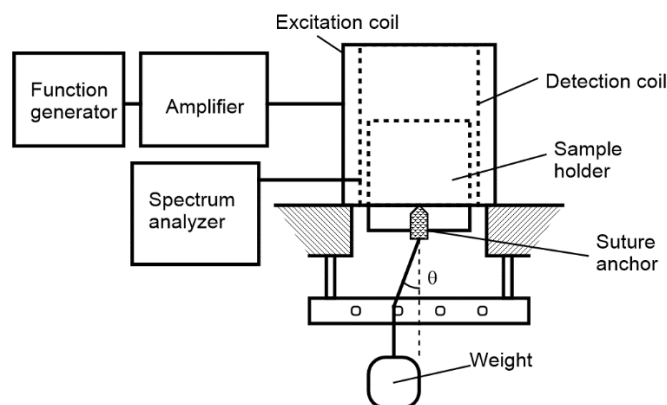 Excitation coil
Function
generator
Amplifier
Detection coil
Sample
holder
Spectrum
analyzer
Suture
anchor
θ
Weight